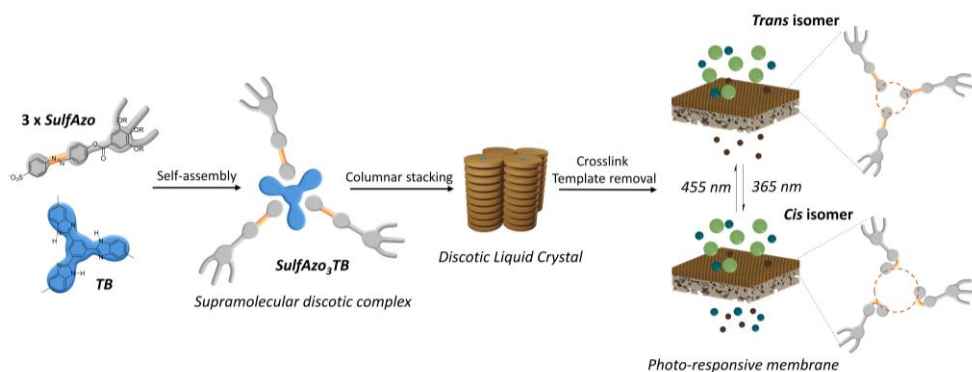 3 x SulfAzo
OR
OR
OR
O
O
N
N
⁻O₃S
TB
N
N
H
H
N
N
N
N-H
Self-assembly
SulfAzo₃TB
Supramolecular discotic complex
Columnar stacking
Discotic Liquid Crystal
Crosslink
Template removal
Trans isomer
455 nm
365 nm
Cis isomer
Photo-responsive membrane